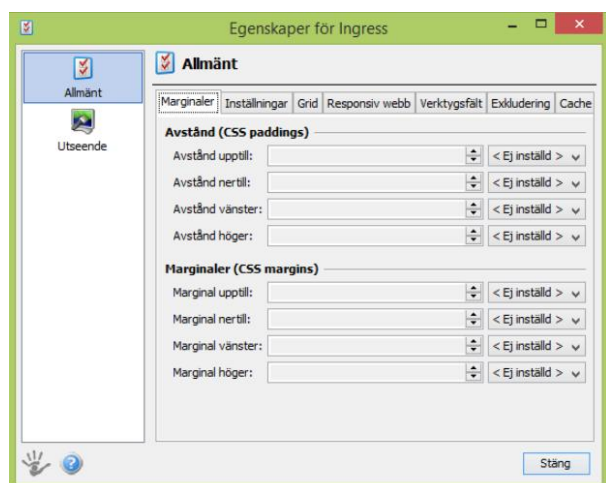 Egenskaper för Ingress
Allmänt
Utseende
Allmänt
Marginaler Inställningar Grid Responsiv webb Verktygsfält Exkludering Cache
Avstånd (CSS paddings)
Avstånd upptill: < Ej inställd >
Avstånd nertill: < Ej inställd >
Avstånd vänster: < Ej inställd >
Avstånd höger: < Ej inställd >
Marginaler (CSS margins)
Marginal upptill: < Ej inställd >
Marginal nertill: < Ej inställd >
Marginal vänster: < Ej inställd >
Marginal höger: < Ej inställd >
Stäng